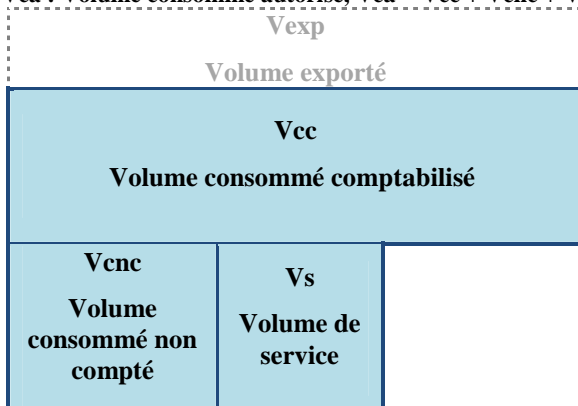 Vexp
Volume exporté
Vcc
Volume consommé comptabilisé
Vcnc
Volume
consommé non
compté
Vs
Volume de
service